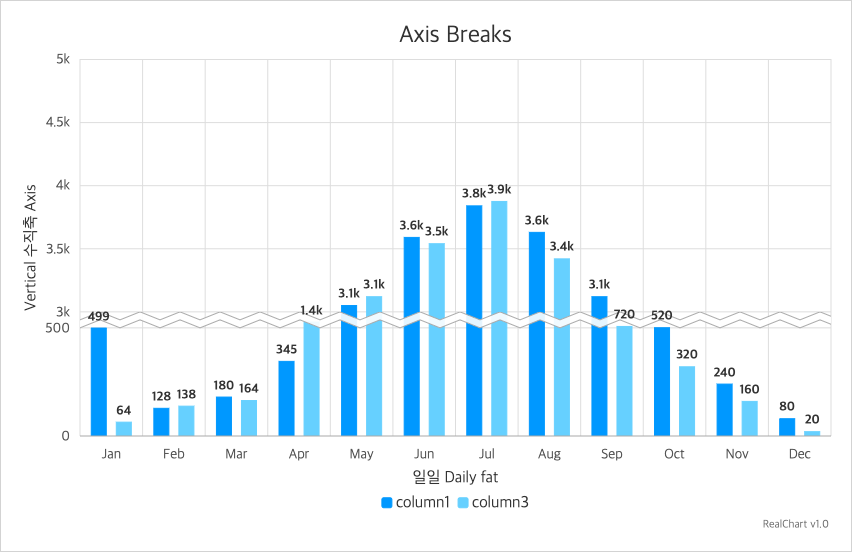 Axis Breaks
5k
4.5k
4k
3.5k
3k
500
0
Vertical 수직축 Axis
499
64
128
138
180
164
345
1.4k
3.1k
3.1k
3.6k
3.5k
3.8k
3.9k
3.6k
3.4k
3.1k
720
520
320
240
160
80
20
Jan Feb Mar Apr May Jun Jul Aug Sep Oct Nov Dec
일일 Daily fat
column1 column3
RealChart v1.0